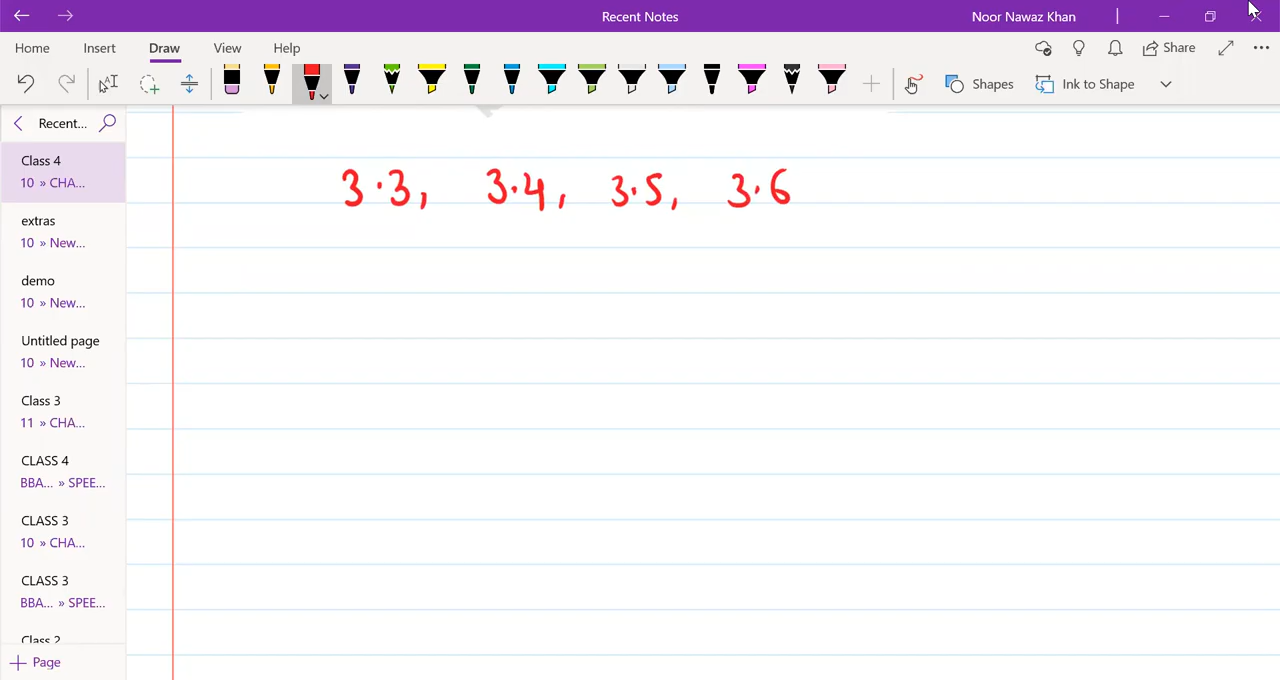 Recent Notes
Noor Nawaz Khan
Home Insert Draw View Help
Share
Shapes
Ink to Shape
Recent...
Class 4
10 » CHA...
extras
10 » New...
demo
10 » New...
Untitled page
10 » New...
Class 3
11 » CHA...
CLASS 4
BBA... » SPEE...
CLASS 3
10 » CHA...
CLASS 3
BBA... » SPEE...
Class 2
Page
3.3, 3.4, 3.5, 3.6